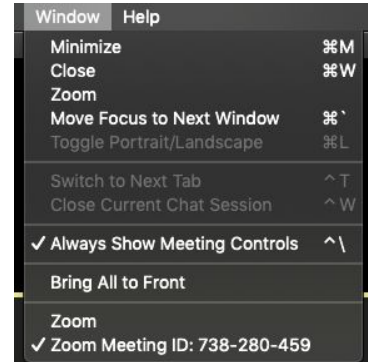 Window Help
Minimize ⌘M
Close ⌘W
Zoom
Move Focus to Next Window ⌘`
Toggle Portrait/Landscape ⌘L
Switch to Next Tab ^T
Close Current Chat Session ^W
✓ Always Show Meeting Controls ^\
Bring All to Front
Zoom
✓ Zoom Meeting ID: 738-280-459